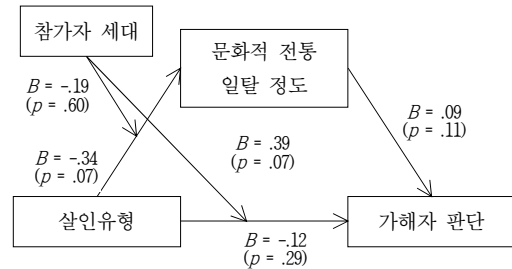 참가자 세대
문화적 전통
일탈 정도
B = -.19
(p = .60)
B = .09
(p = .11)
B = .39
(p = .07)
B = -.34
(p = .07)
살인유형
가해자 판단
B = -.12
(p = .29)